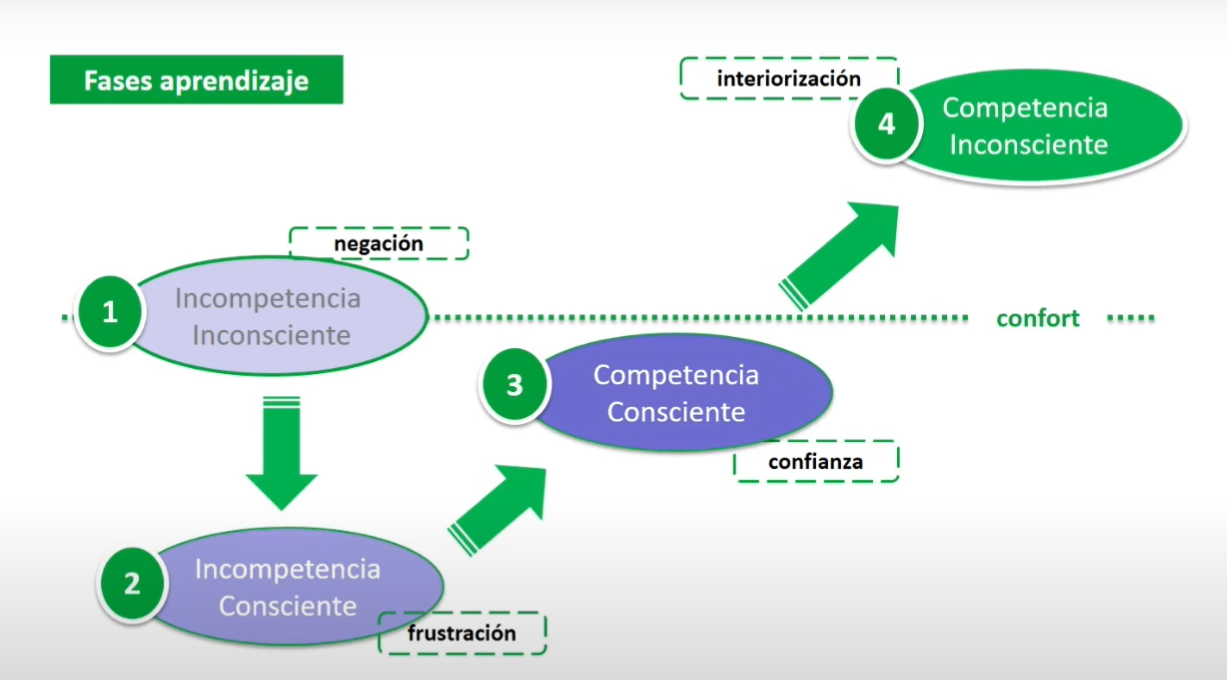 Fases aprendizaje
interiorización
4
Competencia
Inconsciente
negación
1
Incompetencia
Inconsciente
confort
3
Competencia
Consciente
confianza
2
Incompetencia
Consciente
frustración